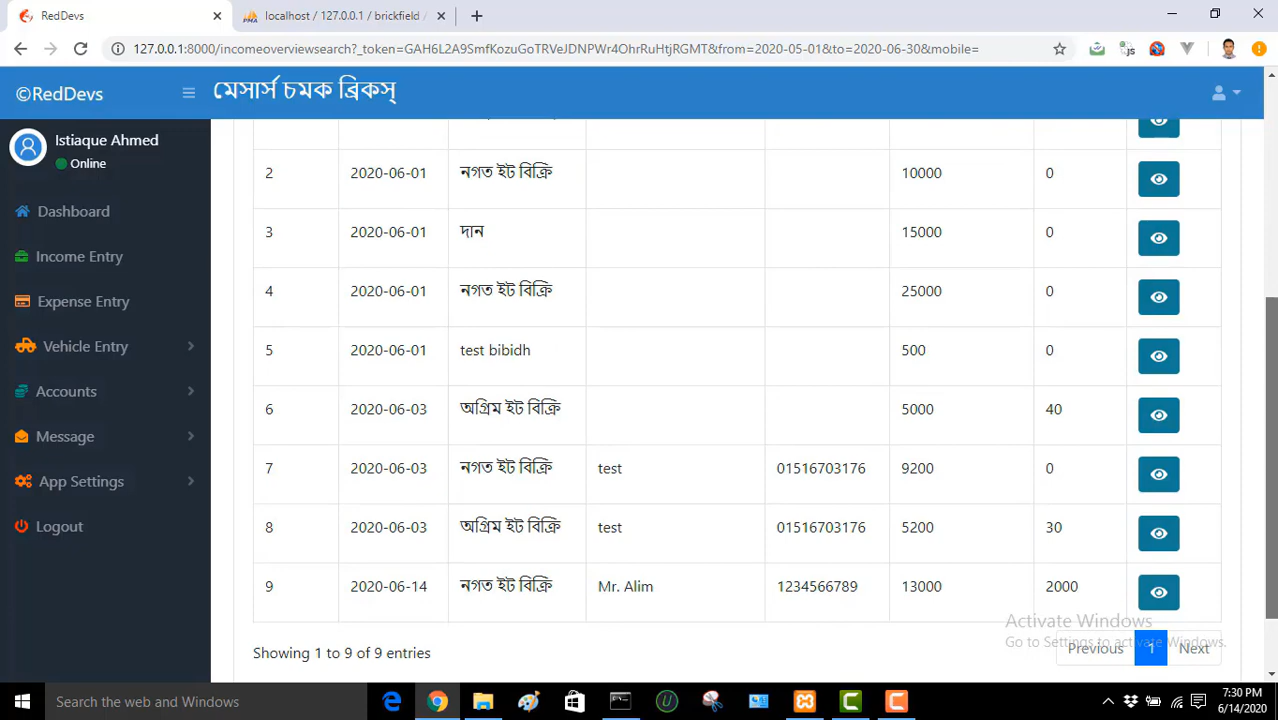 RedDevs
localhost / 127.0.0.1 / brickfield /
127.0.0.1:8000/incomeoverviewsearch?_token=GAH6L2A9SmfKozuGoTRVeJDNPWr4OhrRuHtjRGMT&from=2020-05-01&to=2020-06-30&mobile=
©RedDevs
মেসার্স চমক ব্রিকস্
Istiaque Ahmed
Online
Dashboard
Income Entry
Expense Entry
Vehicle Entry
Accounts
Message
App Settings
Logout
2 2020-06-01 নগত ইট বিক্রি 10000 0
3 2020-06-01 দান 15000 0
4 2020-06-01 নগত ইট বিক্রি 25000 0
5 2020-06-01 test bibidh 500 0
6 2020-06-03 অগ্রিম ইট বিক্রি 5000 40
7 2020-06-03 নগত ইট বিক্রি test 01516703176 9200 0
8 2020-06-03 অগ্রিম ইট বিক্রি test 01516703176 5200 30
9 2020-06-14 নগত ইট বিক্রি Mr. Alim 1234566789 13000 2000
Showing 1 to 9 of 9 entries
Previous 1 Next
Activate Windows
Go to Settings to activate Windows.
Search the web and Windows
7:30 PM
6/14/2020